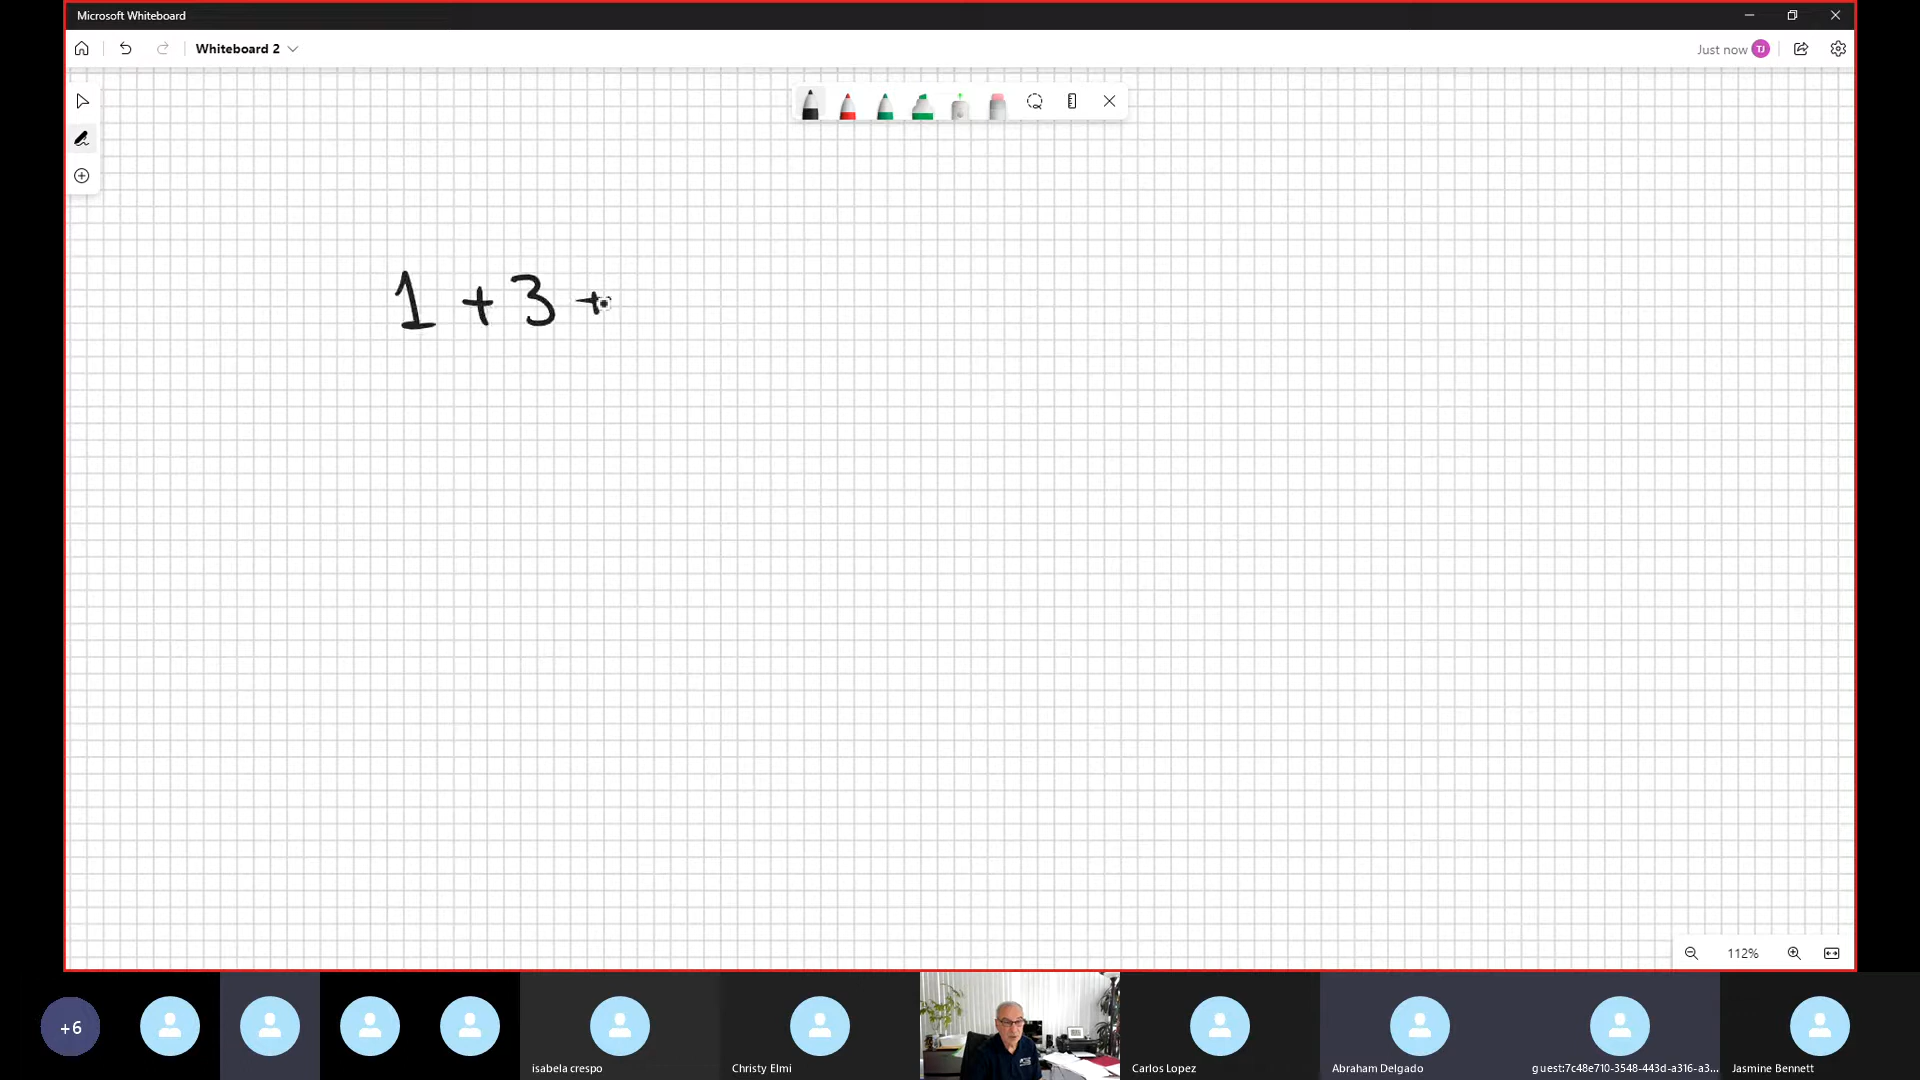 Microsoft Whiteboard
Whiteboard 2
Just now TJ
1 + 3 +
112%
+6
isabela crespo
Christy Elmi
Carlos Lopez
Abraham Delgado
guest:7c48e710-3548-443d-a316-a3...
Jasmine Bennett